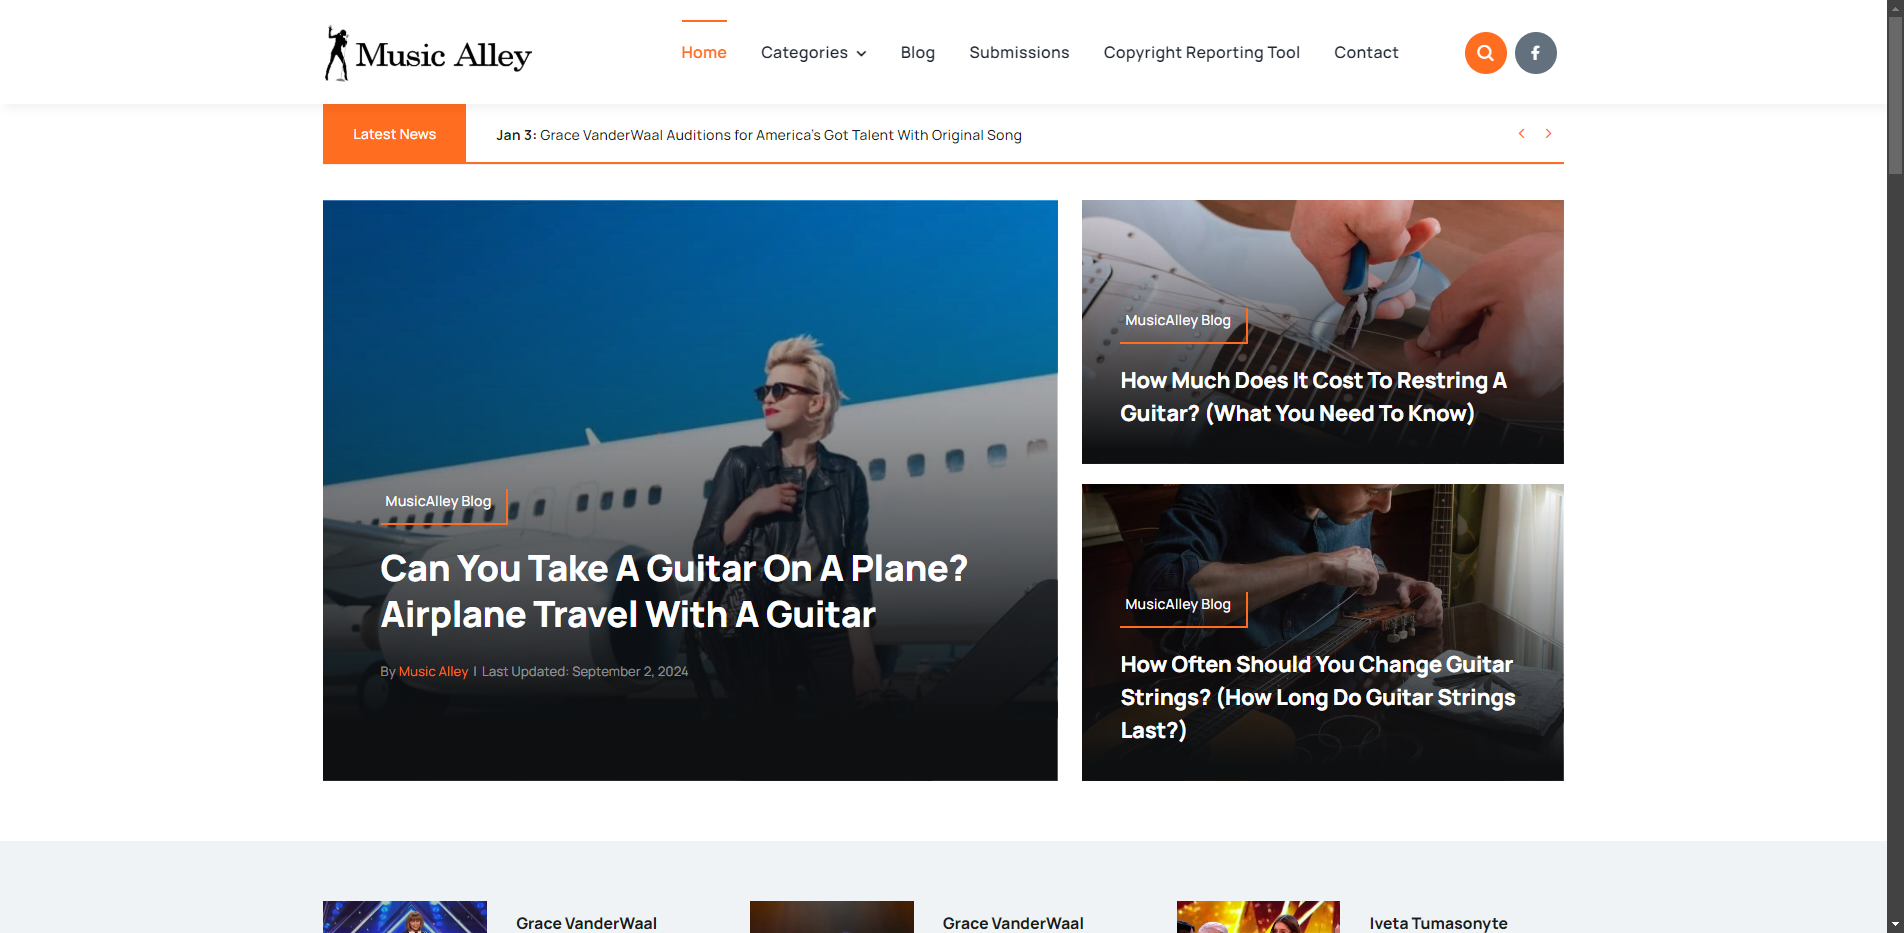 Music Alley
Home
Categories
Blog
Submissions
Copyright Reporting Tool
Contact
Latest News
Jan 3: Grace VanderWaal Auditions for America's Got Talent With Original Song
MusicAlley Blog
Can You Take A Guitar On A Plane?
Airplane Travel With A Guitar
By Music Alley | Last Updated: September 2, 2024
MusicAlley Blog
How Much Does It Cost To Restring A
Guitar? (What You Need To Know)
MusicAlley Blog
How Often Should You Change Guitar
Strings? (How Long Do Guitar Strings
Last?)
Grace VanderWaal
Grace VanderWaal
Iveta Tumasonyte